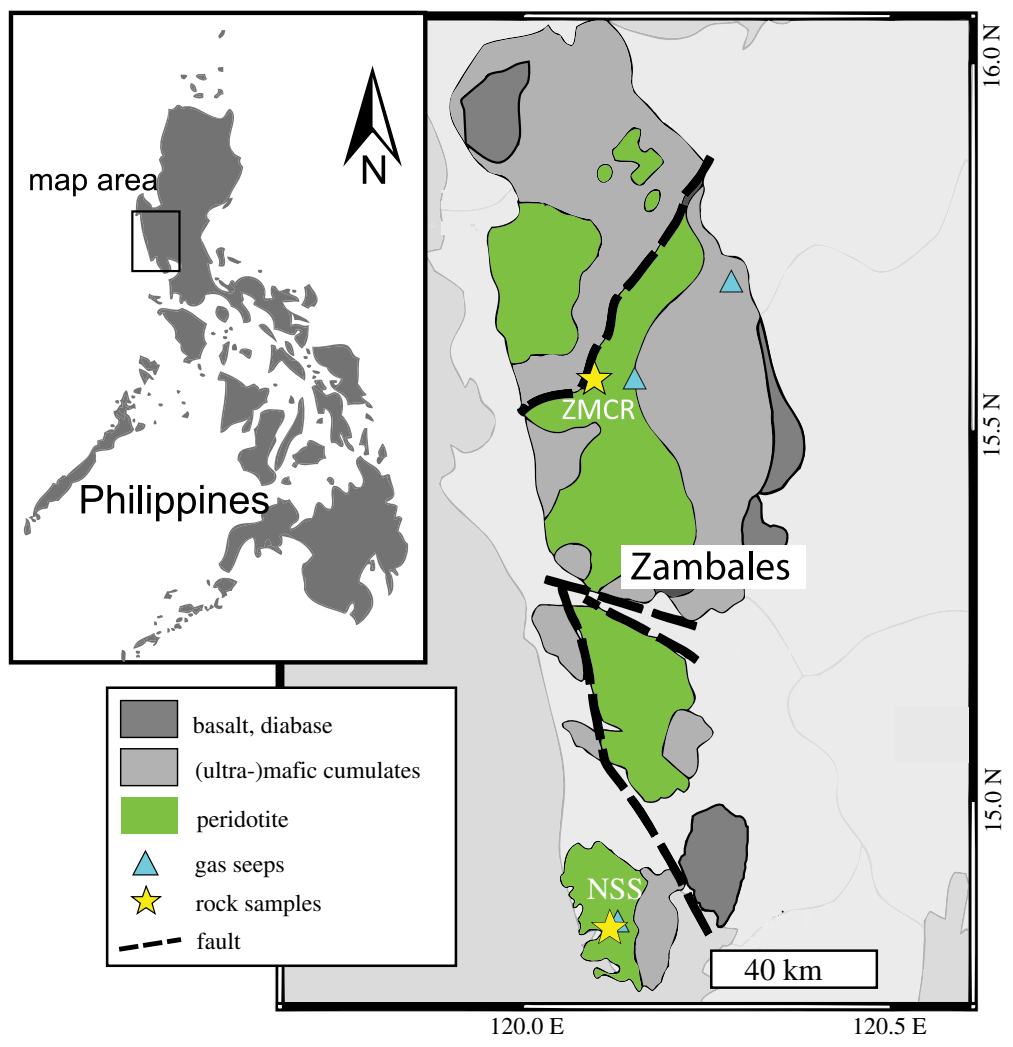 N
map area
Philippines
16.0 N
ZMCR
15.5 N
Zambales
basalt, diabase
(ultra-)mafic cumulates
peridotite
gas seeps
rock samples
fault
15.0 N
NSS
40 km
120.0 E
120.5 E